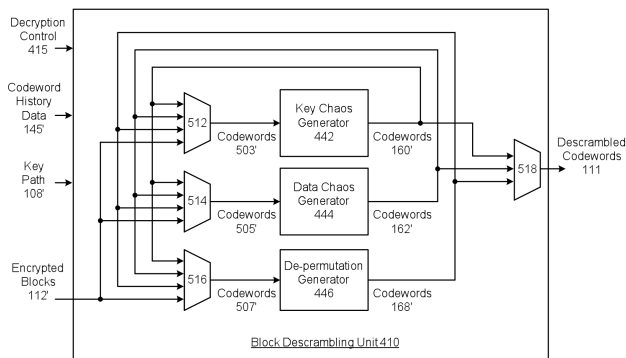 Decryption
Control
415
Codeword
History
Data
145'
Key
Path
108'
Encrypted
Blocks
112'
512
Codewords
503'
Key Chaos
Generator
442
Codewords
160'
514
Codewords
505'
Data Chaos
Generator
444
Codewords
162'
516
Codewords
507'
De-permutation
Generator
446
Codewords
168'
518
Descrambled
Codewords
111
Block Descrambling Unit 410